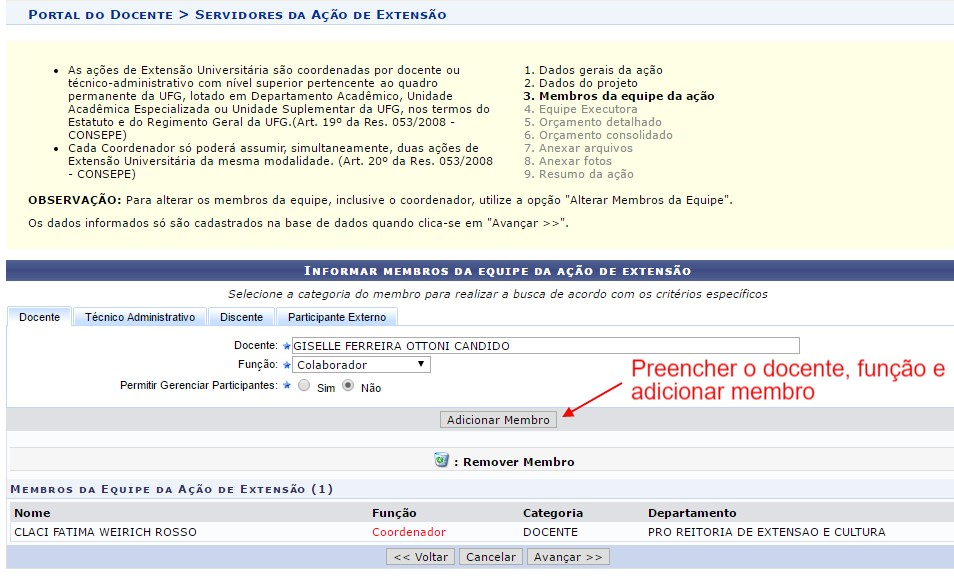 PORTAL DO DOCENTE > SERVIDORES DA AÇÃO DE EXTENSÃO
• As ações de Extensão Universitária são coordenadas por docente ou
técnico-administrativo com nível superior pertencente ao quadro
permanente da UFG, lotado em Departamento Acadêmico, Unidade
Acadêmica Especializada ou Unidade Suplementar da UFG, nos termos do
Estatuto e do Regimento Geral da UFG.(Art. 19º da Res. 053/2008 -
CONSEPE)
• Cada Coordenador só poderá assumir, simultaneamente, duas ações de
Extensão Universitária da mesma modalidade. (Art. 20º da Res. 053/2008
- CONSEPE)
1. Dados gerais da ação
2. Dados do projeto
3. Membros da equipe da ação
4. Equipe Executora
5. Orçamento detalhado
6. Orçamento consolidado
7. Anexar arquivos
8. Anexar fotos
9. Resumo da ação
OBSERVAÇÃO: Para alterar os membros da equipe, inclusive o coordenador, utilize a opção "Alterar Membros da Equipe".
Os dados informados só são cadastrados na base de dados quando clica-se em "Avançar >>".
INFORMAR MEMBROS DA EQUIPE DA AÇÃO DE EXTENSÃO
Selecione a categoria do membro para realizar a busca de acordo com os critérios específicos
Docente Técnico Administrativo Discente Participante Externo
Docente: GISELLE FERREIRA OTTONI CANDIDO
Função: Colaborador
Permitir Gerenciar Participantes: Sim Não
Preencher o docente, função e
adicionar membro
Adicionar Membro
: Remover Membro
MEMBROS DA EQUIPE DA AÇÃO DE EXTENSÃO (1)
Nome Função Categoria Departamento
CLACI FATIMA WEIRICH ROSSO Coordenador DOCENTE PRO REITORIA DE EXTENSAO E CULTURA
<< Voltar Cancelar Avançar >>